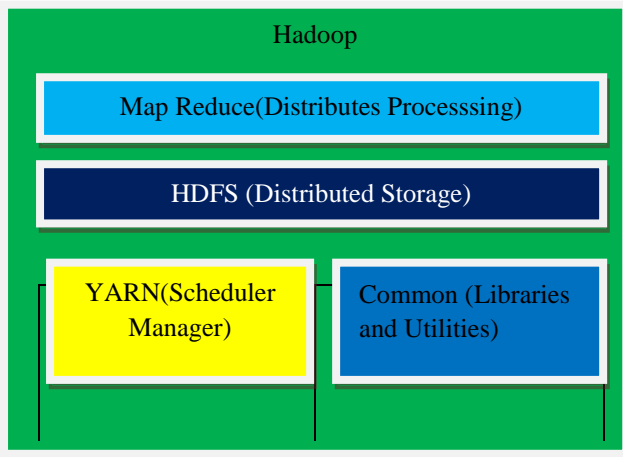 Hadoop
Map Reduce(Distributes Processsing)
HDFS (Distributed Storage)
YARN(Scheduler
Manager)
Common (Libraries
and Utilities)